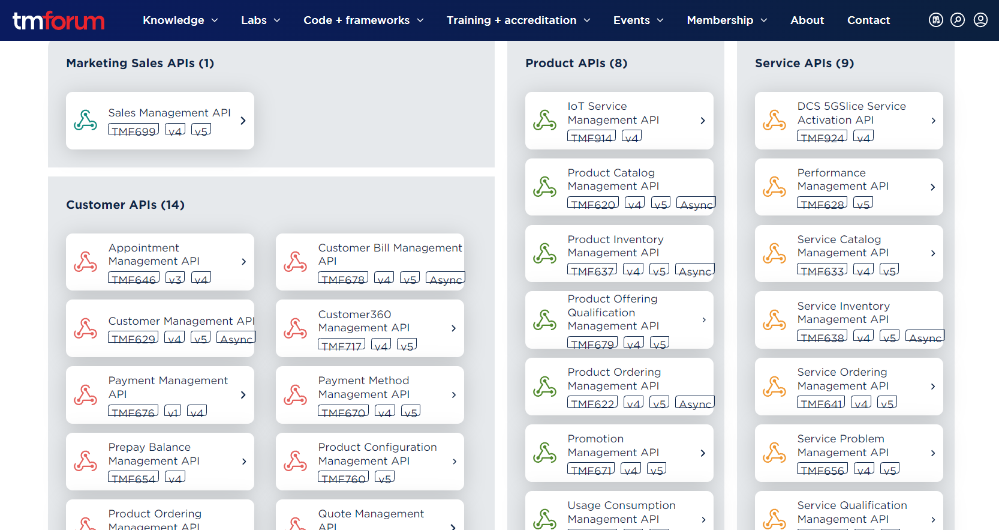 tmforum
Knowledge
Labs
Code + frameworks
Training + accreditation
Events
Membership
About
Contact
Marketing Sales APIs (1)
Sales Management API
TMF699 v4 v5
Customer APIs (14)
Appointment
Management API
TMF646 v3 v4
Customer Bill Management
API
TMF678 v4 v5 Async
Customer Management API
TMF629 v4 v5 Async
Customer360
Management API
TMF717 v4 v5
Payment Management
API
TMF676 v1 v4
Payment Method
Management API
TMF670 v4 v5
Prepay Balance
Management API
TMF654 v4
Product Configuration
Management API
TMF760 v5
Product Ordering
Management API
Quote Management
API
Product APIs (8)
IoT Service
Management API
TMF914 v4
Product Catalog
Management API
TMF620 v4 v5 Async
Product Inventory
Management API
TMF637 v4 v5 Async
Product Offering
Qualification
Management API
TMF679 v4 v5
Product Ordering
Management API
TMF622 v4 v5 Async
Promotion
Management API
TMF671 v4 v5
Usage Consumption
Management API
Service APIs (9)
DCS 5GSlice Service
Activation API
TMF924 v4
Performance
Management API
TMF628 v5
Service Catalog
Management API
TMF633 v4 v5
Service Inventory
Management API
TMF638 v4 v5 Async
Service Ordering
Management API
TMF641 v4 v5
Service Problem
Management API
TMF656 v4 v5
Service Qualification
Management API